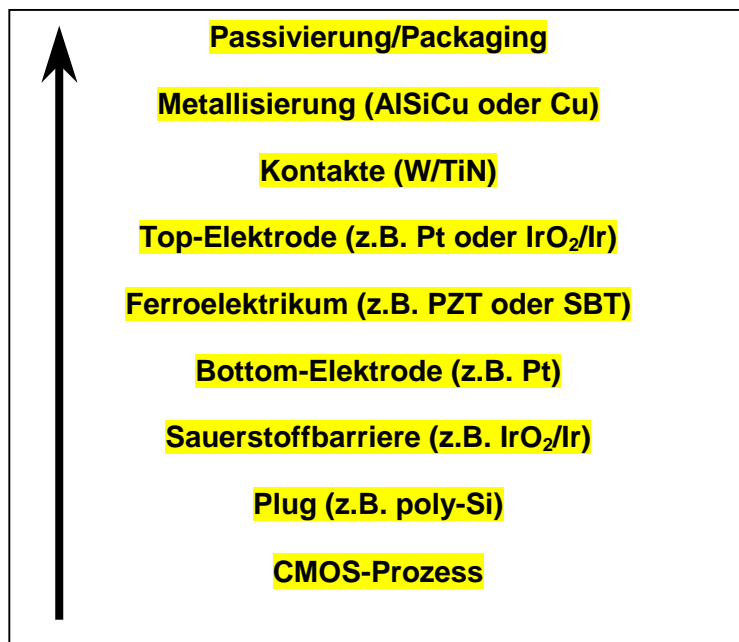 Passivierung/Packaging
Metallisierung (AlSiCu oder Cu)
Kontakte (W/TiN)
Top-Elektrode (z.B. Pt oder IrO₂/Ir)
Ferroelektrikum (z.B. PZT oder SBT)
Bottom-Elektrode (z.B. Pt)
Sauerstoffbarriere (z.B. IrO₂/Ir)
Plug (z.B. poly-Si)
CMOS-Prozess